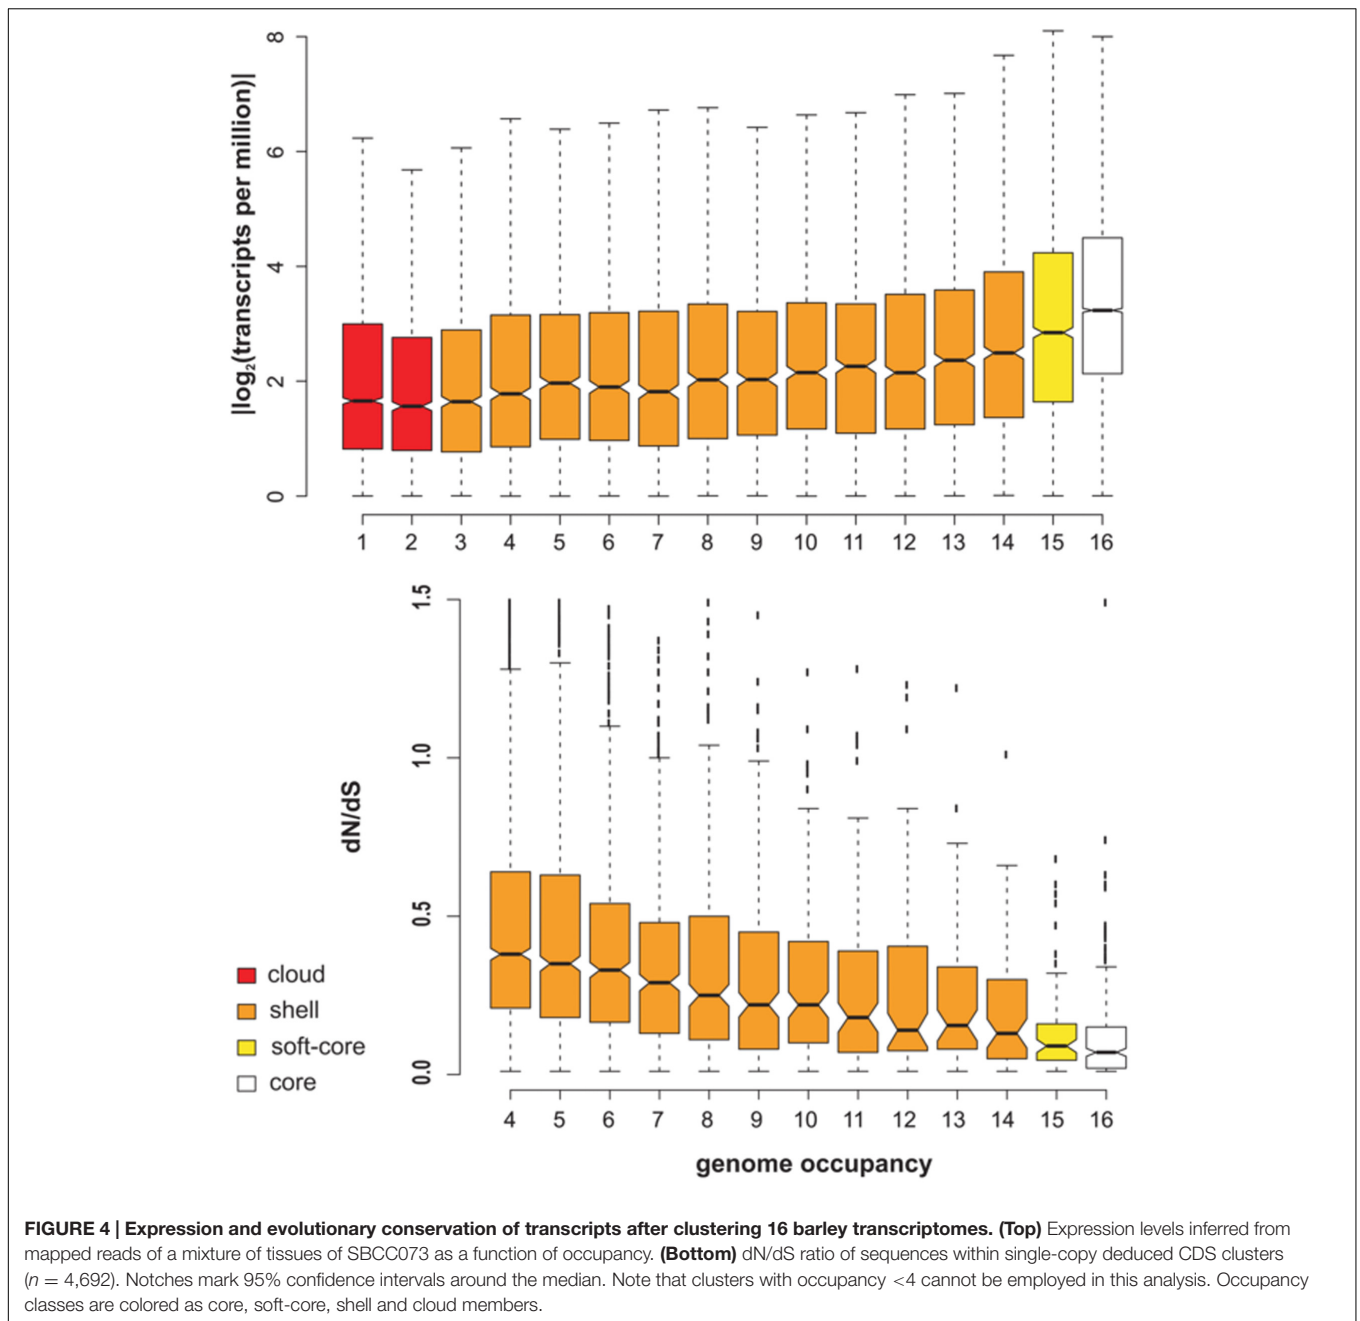 8
6
4
2
0
|log2(transcripts per million)|
1 2 3 4 5 6 7 8 9 10 11 12 13 14 15 16
1.5
1.0
0.5
0.0
dN/dS
cloud
shell
soft-core
core
4 5 6 7 8 9 10 11 12 13 14 15 16
genome occupancy
FIGURE 4 | Expression and evolutionary conservation of transcripts after clustering 16 barley transcriptomes. (Top) Expression levels inferred from
mapped reads of a mixture of tissues of SBCC073 as a function of occupancy. (Bottom) dN/dS ratio of sequences within single-copy deduced CDS clusters
(n = 4,692). Notches mark 95% confidence intervals around the median. Note that clusters with occupancy <4 cannot be employed in this analysis. Occupancy
classes are colored as core, soft-core, shell and cloud members.